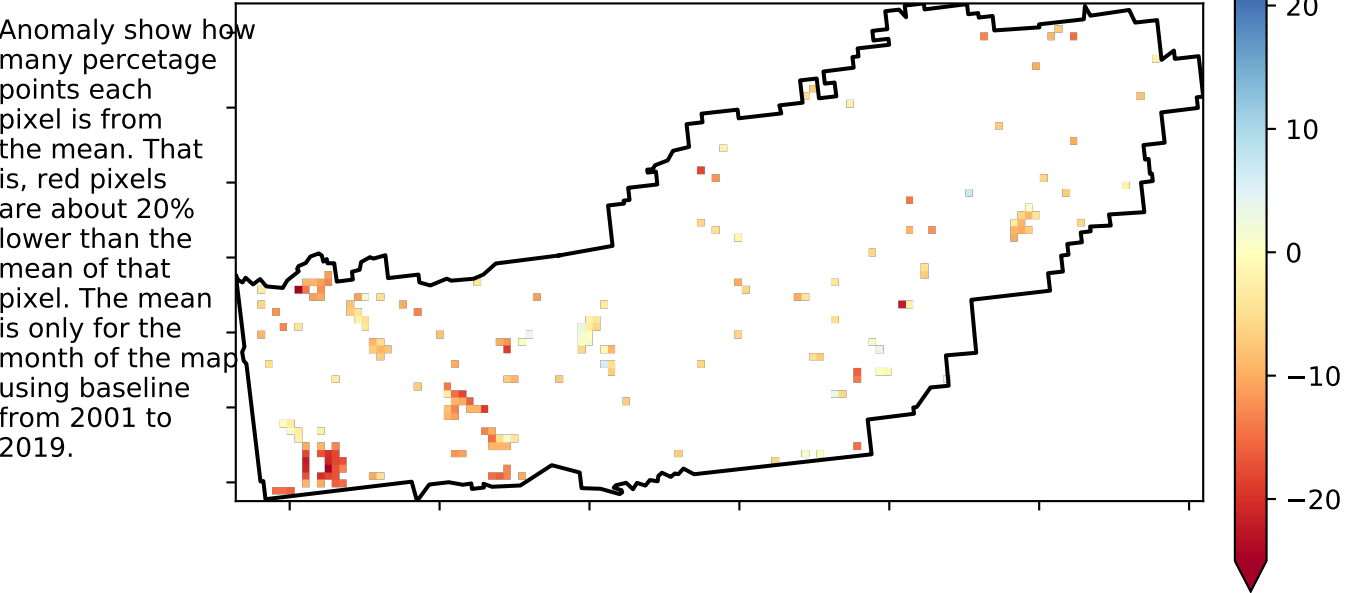 Anomaly show how
many percetage
points each
pixel is from
the mean. That
is, red pixels
are about 20%
lower than the
mean of that
pixel. The mean
is only for the
month of the map
using baseline
from 2001 to
2019.
20
10
0
−10
−20